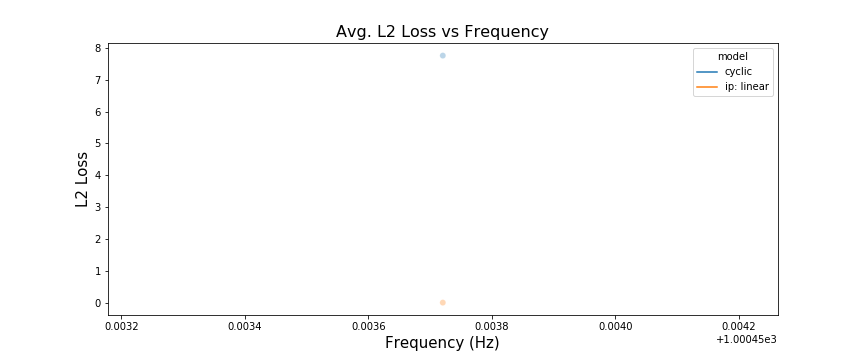 Avg. L2 Loss vs Frequency
8
7
6
5
4
3
2
1
0
L2 Loss
model
cyclic
ip: linear
0.0032 0.0034 0.0036 0.0038 0.0040 0.0042
+1.00045e3
Frequency (Hz)